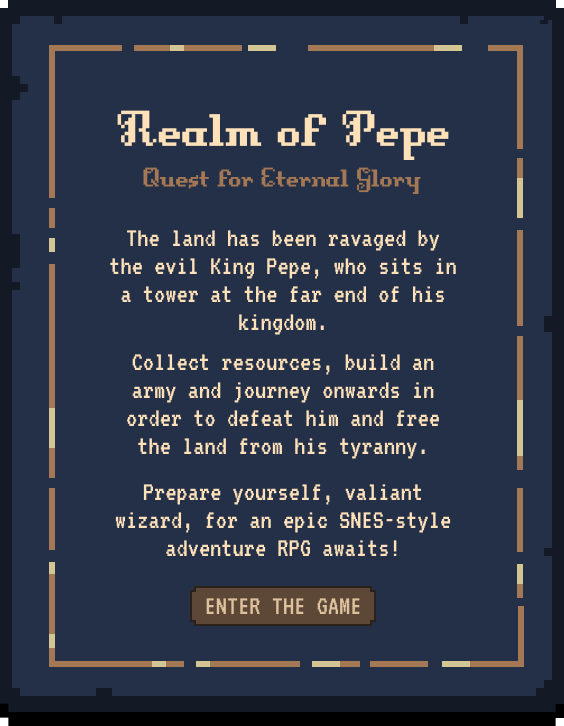 Realm of Pepe
Quest for Eternal Glory
The land has been ravaged by
the evil King Pepe, who sits in
a tower at the far end of his
kingdom.
Collect resources, build an
army and journey onwards in
order to defeat him and free
the land from his tyranny.
Prepare yourself, valiant
wizard, for an epic SNES-style
adventure RPG awaits!
ENTER THE GAME